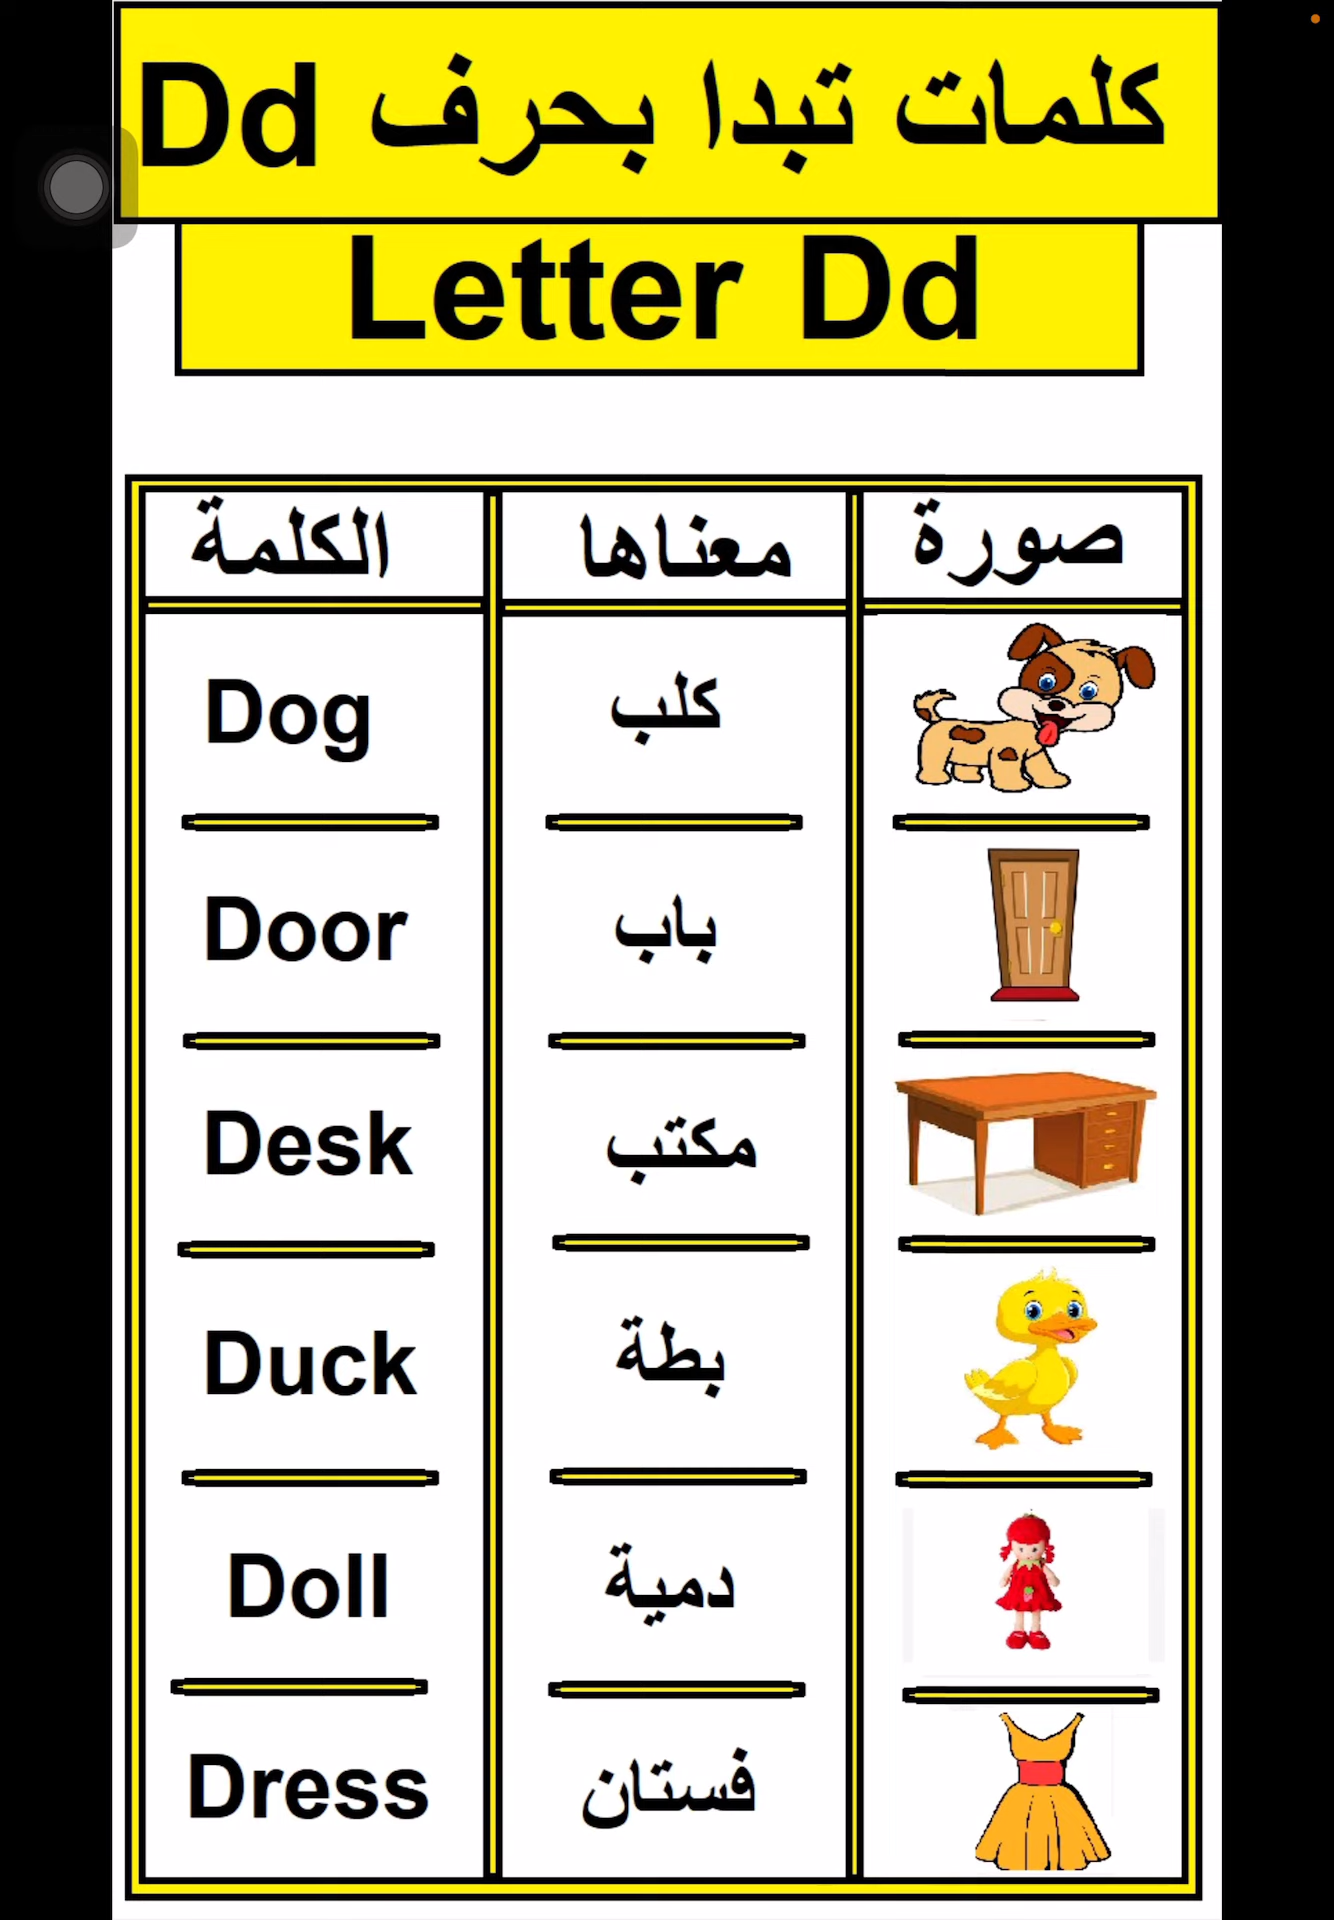 كلمات تبدا بحرف Dd
Letter Dd
الكلمة معناها صورة
Dog كلب
Door باب
Desk مكتب
Duck بطة
Doll دمية
Dress فستان